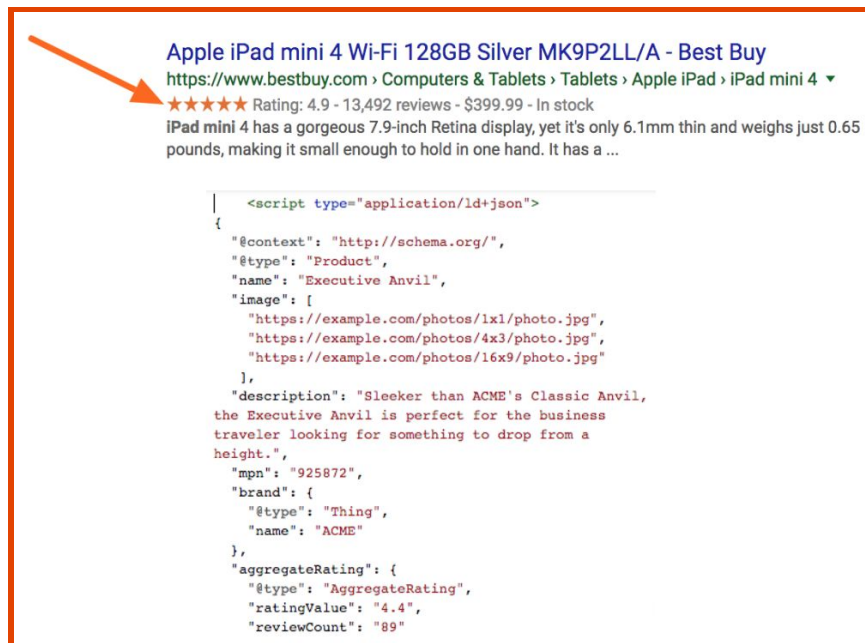 Apple iPad mini 4 Wi-Fi 128GB Silver MK9P2LL/A - Best Buy
https://www.bestbuy.com › Computers & Tablets › Tablets › Apple iPad › iPad mini 4 ▼
★★★★★ Rating: 4.9 - 13,492 reviews - $399.99 - In stock
iPad mini 4 has a gorgeous 7.9-inch Retina display, yet it's only 6.1mm thin and weighs just 0.65
pounds, making it small enough to hold in one hand. It has a ...
<script type="application/ld+json">
{
"@context": "http://schema.org/",
"@type": "Product",
"name": "Executive Anvil",
"image": [
"https://example.com/photos/1x1/photo.jpg",
"https://example.com/photos/4x3/photo.jpg",
"https://example.com/photos/16x9/photo.jpg"
],
"description": "Sleeker than ACME's Classic Anvil,
the Executive Anvil is perfect for the business
traveler looking for something to drop from a
height.",
"mpn": "925872",
"brand": {
"@type": "Thing",
"name": "ACME"
},
"aggregateRating": {
"@type": "AggregateRating",
"ratingValue": "4.4",
"reviewCount": "89"